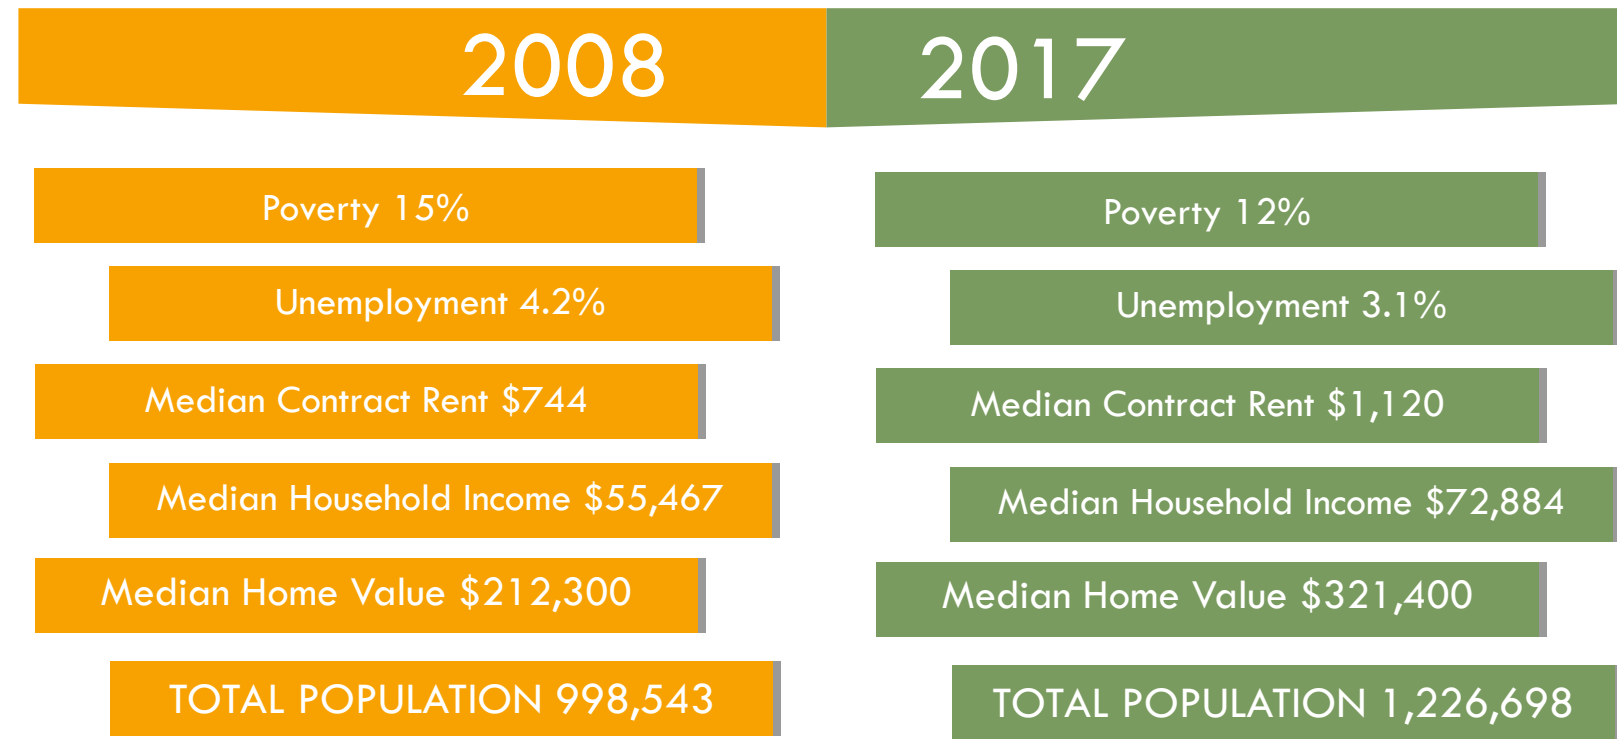 2008
Poverty 15%
Unemployment 4.2%
Median Contract Rent $744
Median Household Income $55,467
Median Home Value $212,300
TOTAL POPULATION 998,543
2017
Poverty 12%
Unemployment 3.1%
Median Contract Rent $1,120
Median Household Income $72,884
Median Home Value $321,400
TOTAL POPULATION 1,226,698